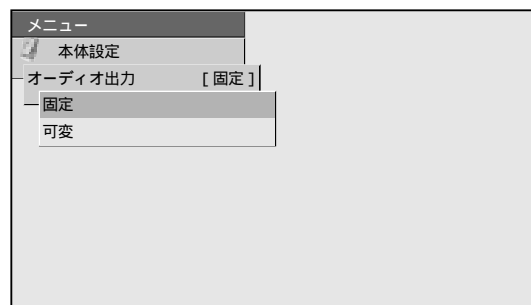 メニュー
本体設定
オーディオ出力 [固定]
固定
可変